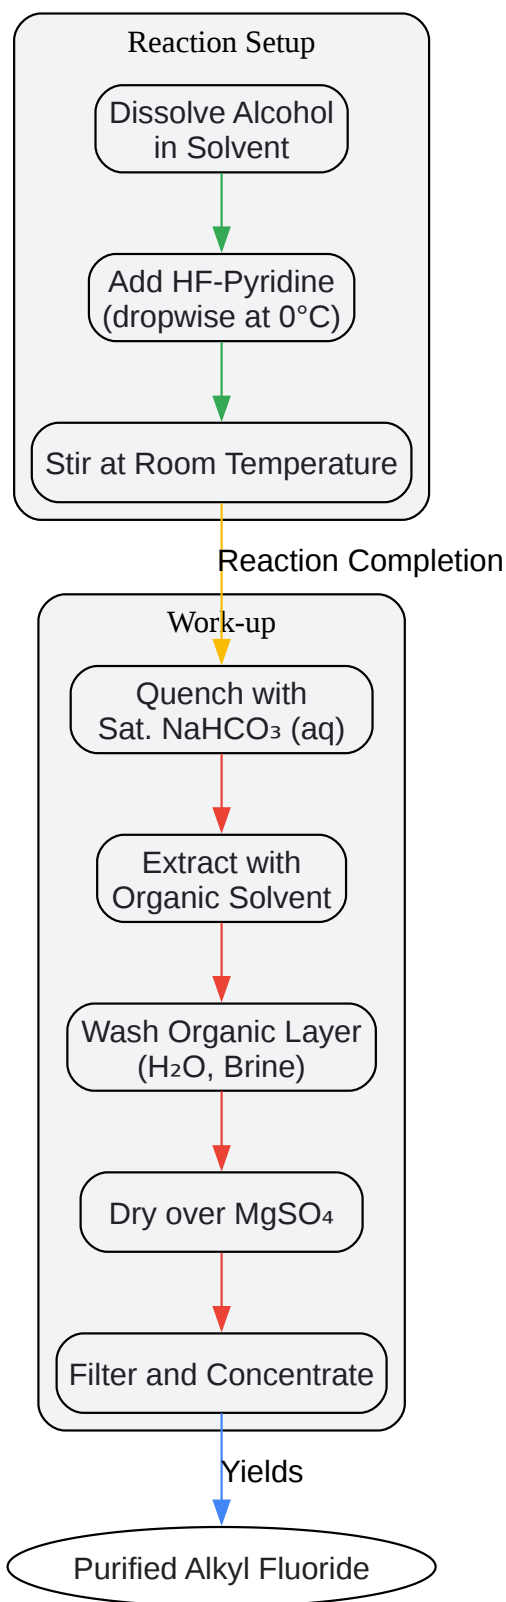 Reaction Setup
Dissolve Alcohol
in Solvent
Add HF-Pyridine
(dropwise at 0°C)
Stir at Room Temperature
Reaction Completion
Work-up
Quench with
Sat. NaHCO₃ (aq)
Extract with
Organic Solvent
Wash Organic Layer
(H₂O, Brine)
Dry over MgSO₄
Filter and Concentrate
Yields
Purified Alkyl Fluoride